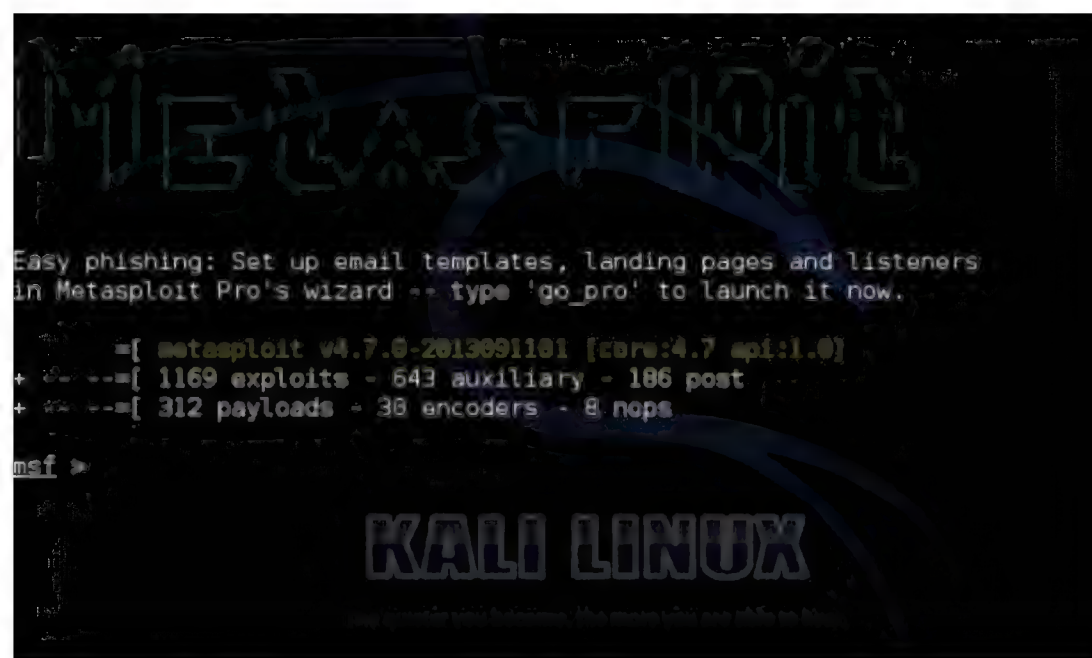 Metasploit
Easy phishing: Set up email templates, landing pages and listeners
in Metasploit Pro's wizard -- type 'go_pro' to launch it now.
=[ metasploit v4.7.0-2013091101 [core:4.7 api:1.0]
+ -- --=[ 1169 exploits - 643 auxiliary - 186 post
+ -- --=[ 312 payloads - 30 encoders - 8 nops
msf >
KALI LINUX